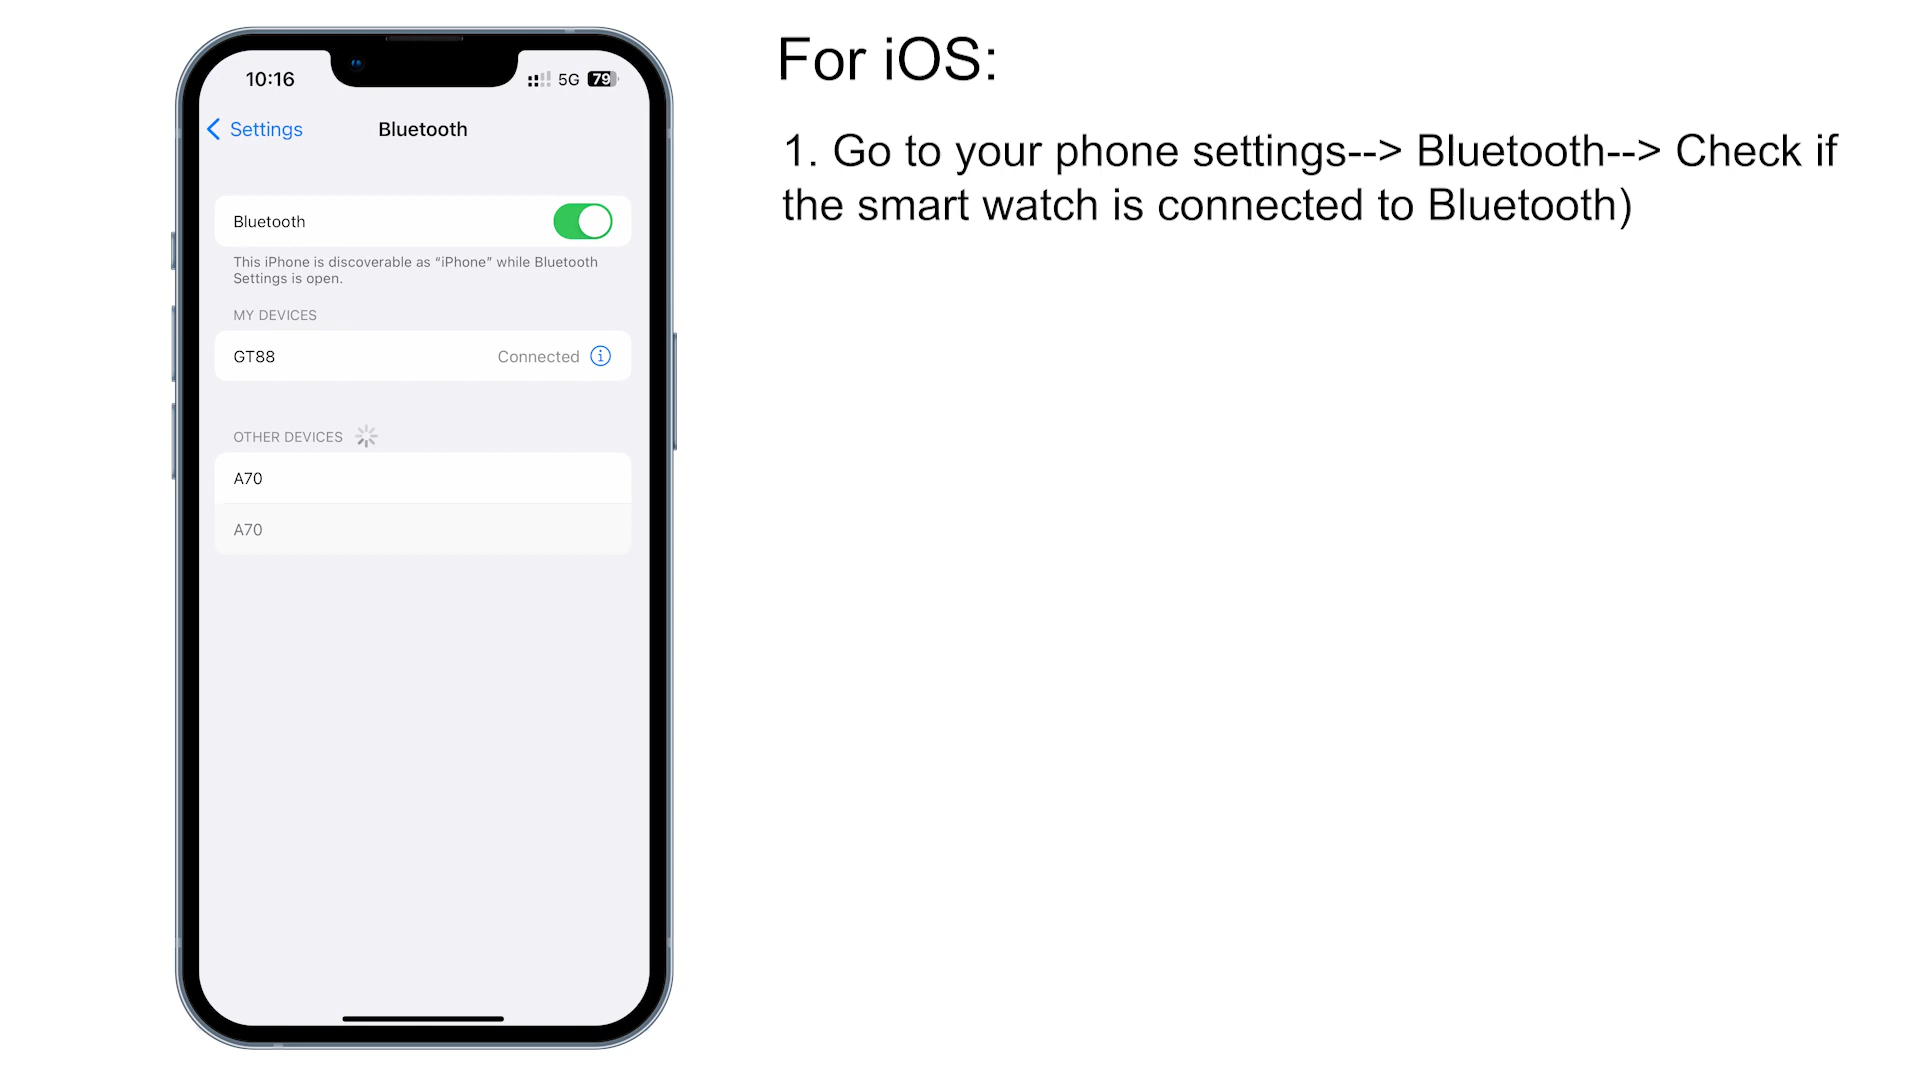 For iOS:
1. Go to your phone settings--> Bluetooth--> Check if
the smart watch is connected to Bluetooth)
10:16
5G 79
Settings
Bluetooth
Bluetooth
This iPhone is discoverable as “iPhone” while Bluetooth
Settings is open.
MY DEVICES
GT88 Connected
OTHER DEVICES
A70
A70